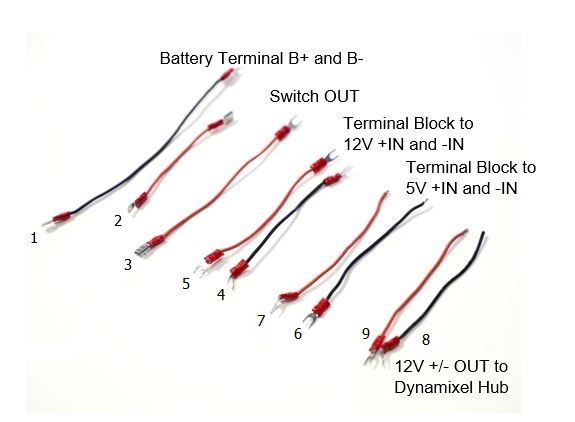 Battery Terminal B+ and B-
Switch OUT
Terminal Block to
12V +IN and -IN
Terminal Block to
5V +IN and -IN
1
2
3
5
4
7
6
9
8
12V +/- OUT to
Dynamixel Hub